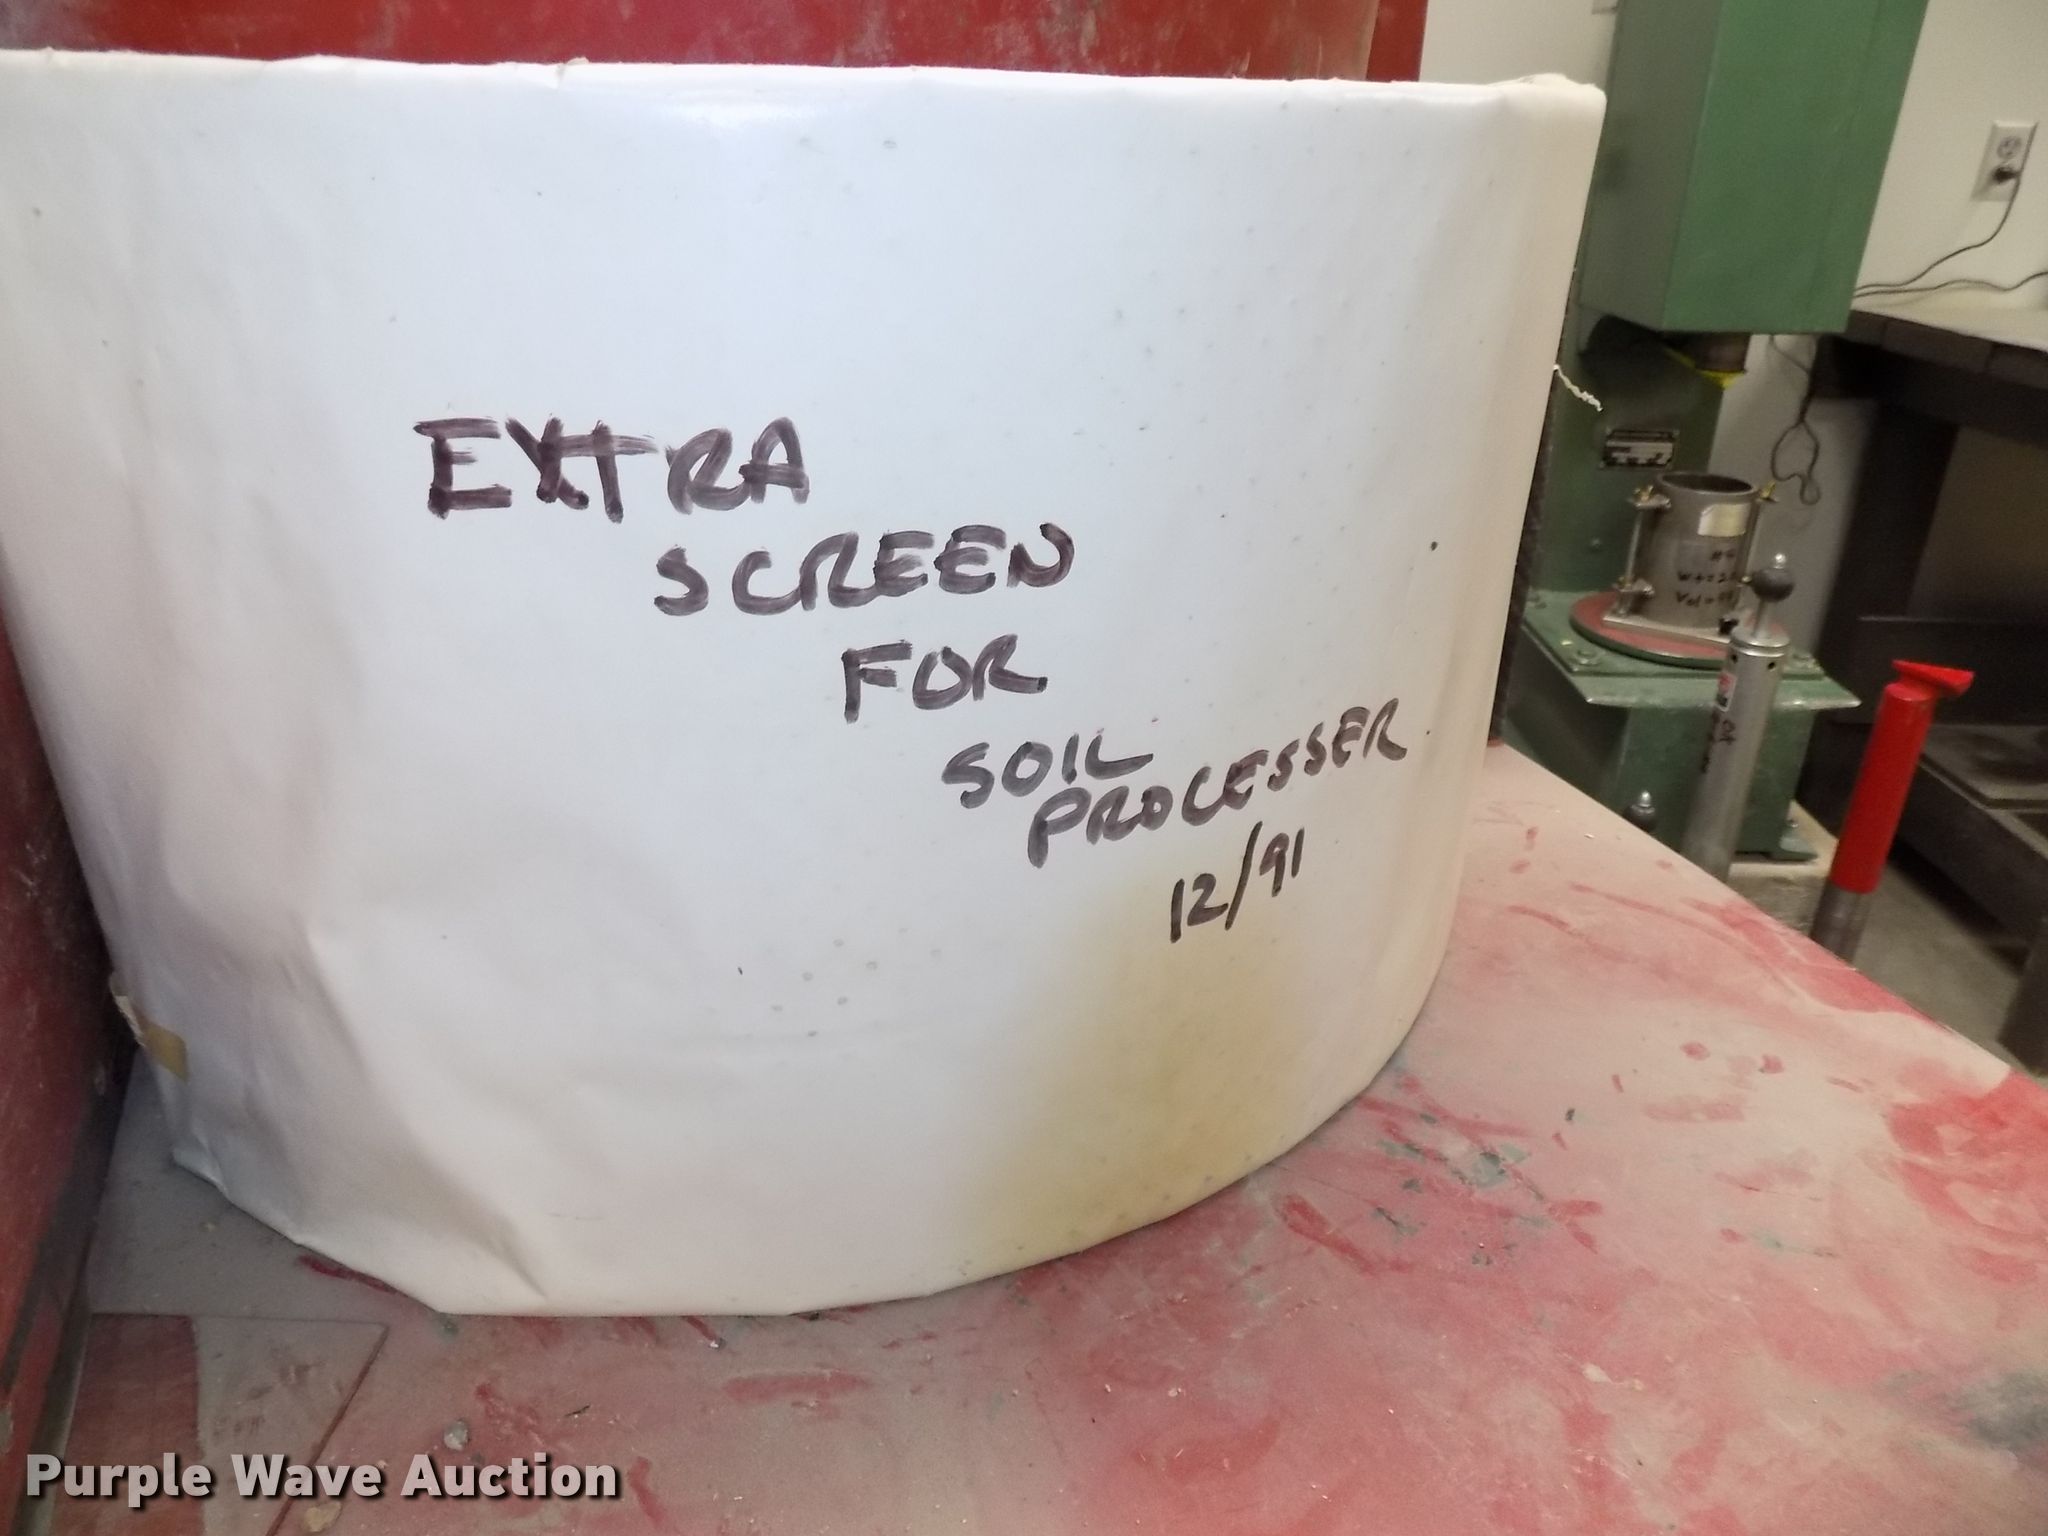 EXTRA
SCREEN
FOR
SOIL
PROCESSER
12/91
Purple Wave Auction